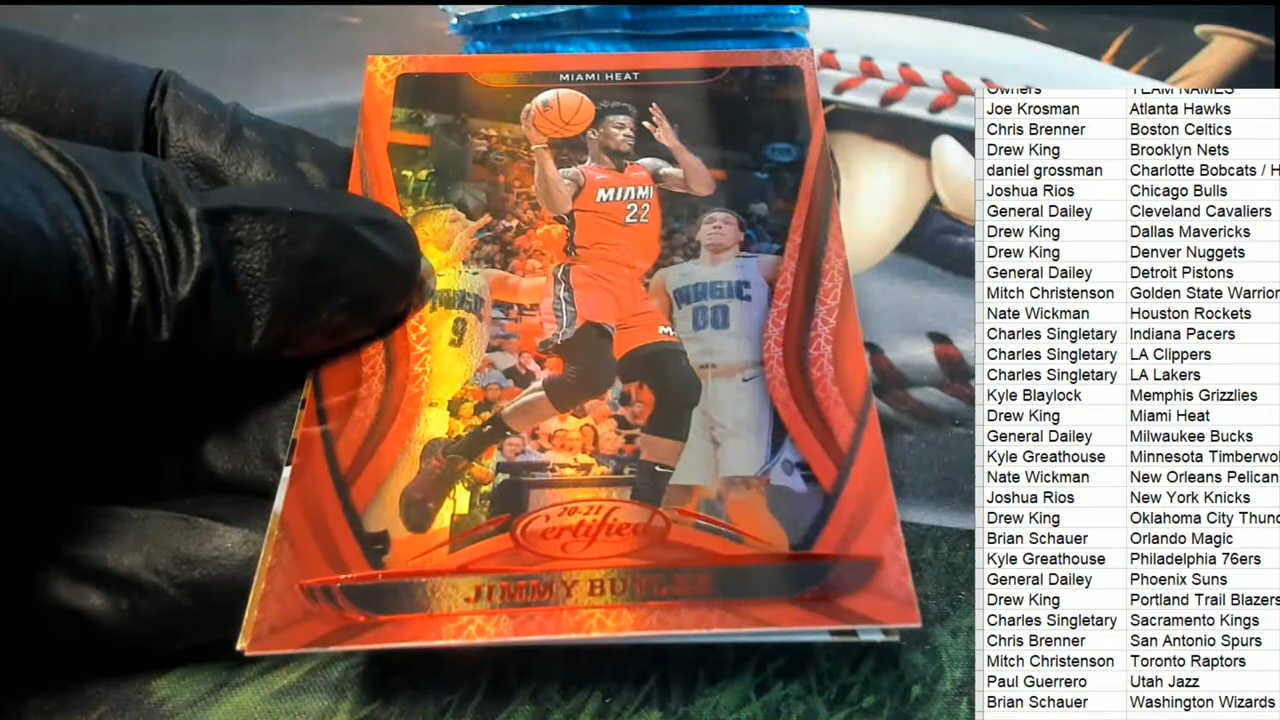 MIAMI HEAT
MIAMI
22
MAGIC
9
MAGIC
00
20-21
Certified
JIMMY BUTLER
Owners TEAM NAMES
Joe Krosman Atlanta Hawks
Chris Brenner Boston Celtics
Drew King Brooklyn Nets
daniel grossman Charlotte Bobcats / H
Joshua Rios Chicago Bulls
General Dailey Cleveland Cavaliers
Drew King Dallas Mavericks
Drew King Denver Nuggets
General Dailey Detroit Pistons
Mitch Christenson Golden State Warrior
Nate Wickman Houston Rockets
Charles Singletary Indiana Pacers
Charles Singletary LA Clippers
Charles Singletary LA Lakers
Kyle Blaylock Memphis Grizzlies
Drew King Miami Heat
General Dailey Milwaukee Bucks
Kyle Greathouse Minnesota Timberwol
Nate Wickman New Orleans Pelican
Joshua Rios New York Knicks
Drew King Oklahoma City Thund
Brian Schauer Orlando Magic
Kyle Greathouse Philadelphia 76ers
General Dailey Phoenix Suns
Drew King Portland Trail Blazers
Charles Singletary Sacramento Kings
Chris Brenner San Antonio Spurs
Mitch Christenson Toronto Raptors
Paul Guerrero Utah Jazz
Brian Schauer Washington Wizards